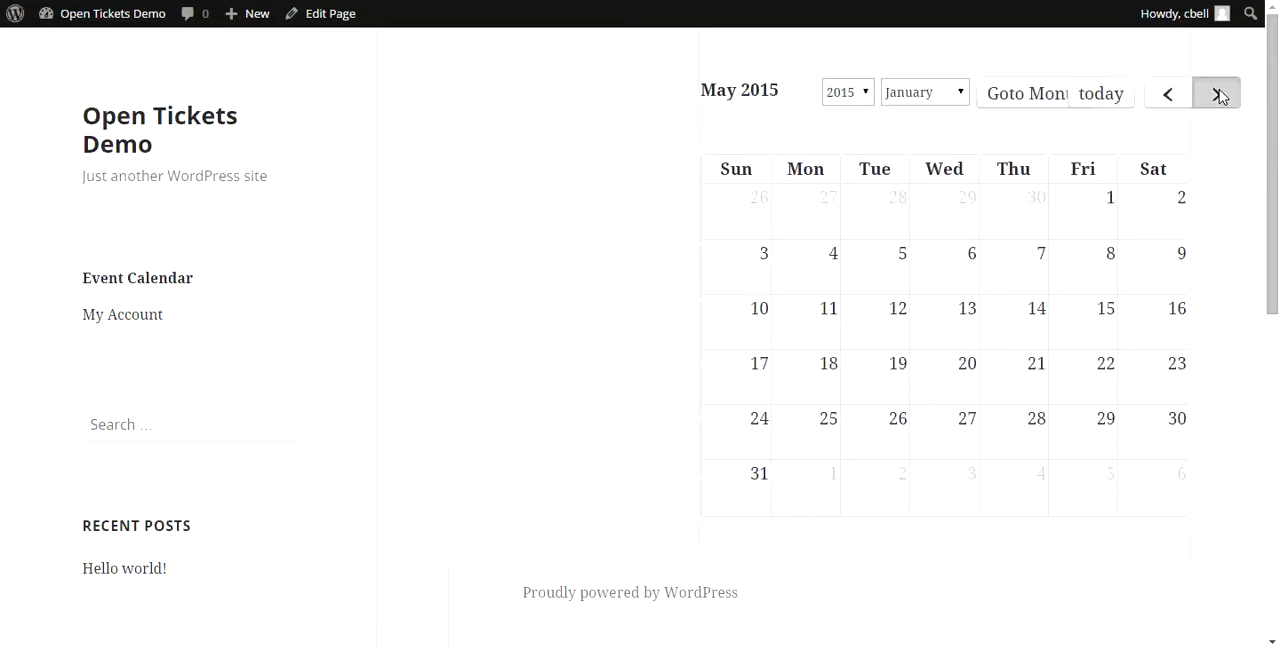 Open Tickets Demo 0 New Edit Page Howdy, cbell
Open Tickets
Demo
Just another WordPress site
Event Calendar
My Account
Search …
RECENT POSTS
Hello world!
May 2015 2015 January Goto today
Sun Mon Tue Wed Thu Fri Sat
26 27 28 29 30 1 2
3 4 5 6 7 8 9
10 11 12 13 14 15 16
17 18 19 20 21 22 23
24 25 26 27 28 29 30
31 1 2 3 4 5 6
Proudly powered by WordPress